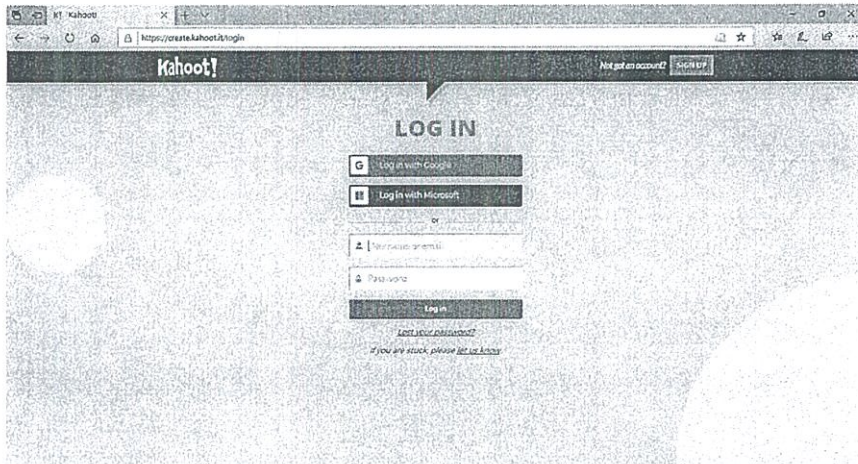 Kahoot!
https://create.kahoot.it/login
Kahoot!
Not got an account? SIGN UP
LOG IN
G Log in with Google
Log in with Microsoft
or
Password
Log in
Lost your password?
If you are stuck, please let us know.